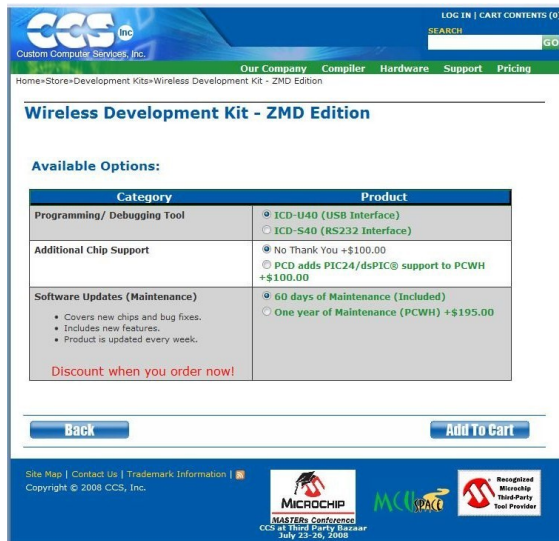 LOG IN | CART CONTENTS (0)
SEARCH
GO
CCS Inc
Custom Computer Services, Inc.
Our Company Compiler Hardware Support Pricing
Home»Store»Development Kits»Wireless Development Kit - ZMD Edition
Wireless Development Kit - ZMD Edition
Available Options:
Category Product
Programming/ Debugging Tool
ICD-U40 (USB Interface)
ICD-S40 (RS232 Interface)
Additional Chip Support
No Thank You +$100.00
PCD adds PIC24/dsPIC® support to PCWH
+$100.00
Software Updates (Maintenance)
• Covers new chips and bug fixes.
• Includes new features.
• Product is updated every week.
Discount when you order now!
60 days of Maintenance (Included)
One year of Maintenance (PCWH) +$195.00
Back Add To Cart
Site Map | Contact Us | Trademark Information |
Copyright © 2008 CCS, Inc.
MICROCHIP
MASTERs Conference
CCS at Third Party Bazaar
July 23-26, 2008
MCUSPACE
Recognized
Microchip
Third-Party
Tool Provider